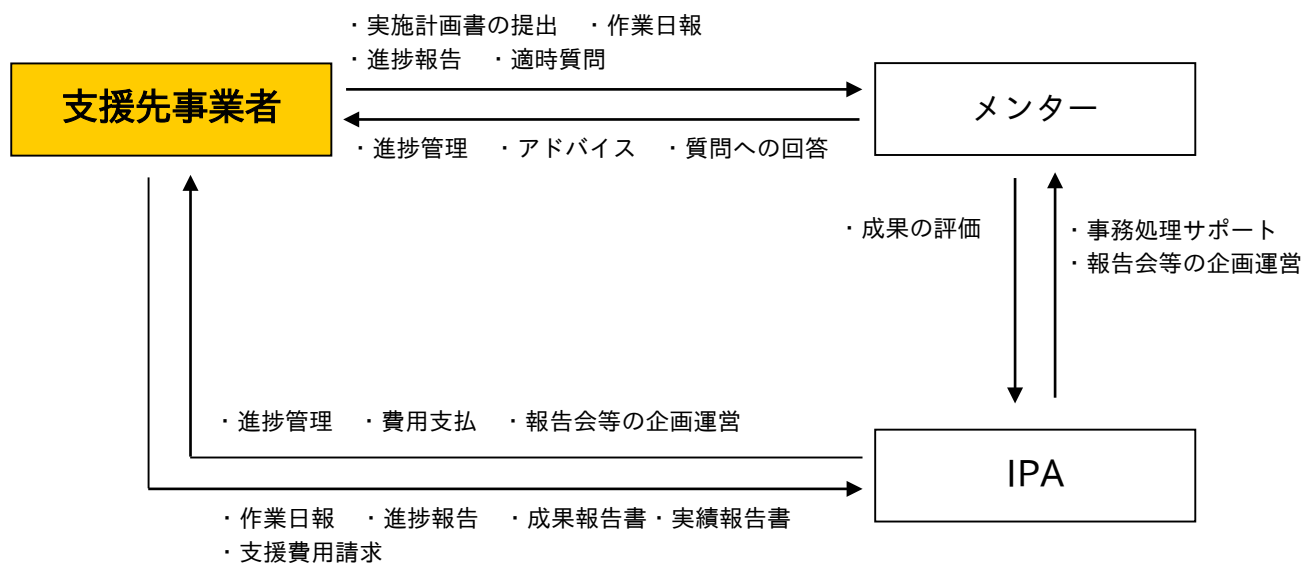 ・実施計画書の提出　・作業日報
・進捗報告　・適時質問
支援先事業者
メンター
・進捗管理　・アドバイス　・質問への回答
・成果の評価
・事務処理サポート
・報告会等の企画運営
・進捗管理　・費用支払　・報告会等の企画運営
IPA
・作業日報　・進捗報告　・成果報告書・実績報告書
・支援費用請求